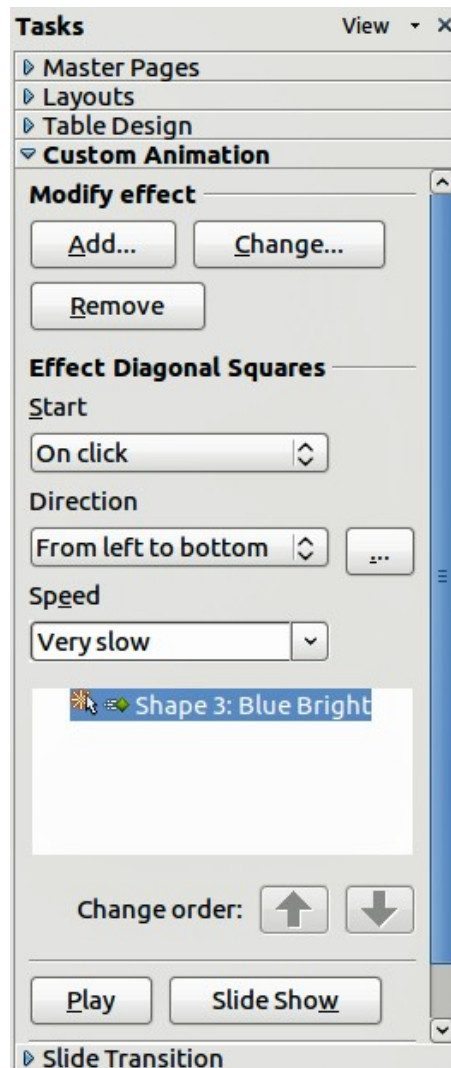 Tasks View
Master Pages
Layouts
Table Design
Custom Animation
Modify effect
Add... Change...
Remove
Effect Diagonal Squares
Start
On click
Direction
From left to bottom ...
Speed
Very slow
Shape 3: Blue Bright
Change order:
Play Slide Show
Slide Transition